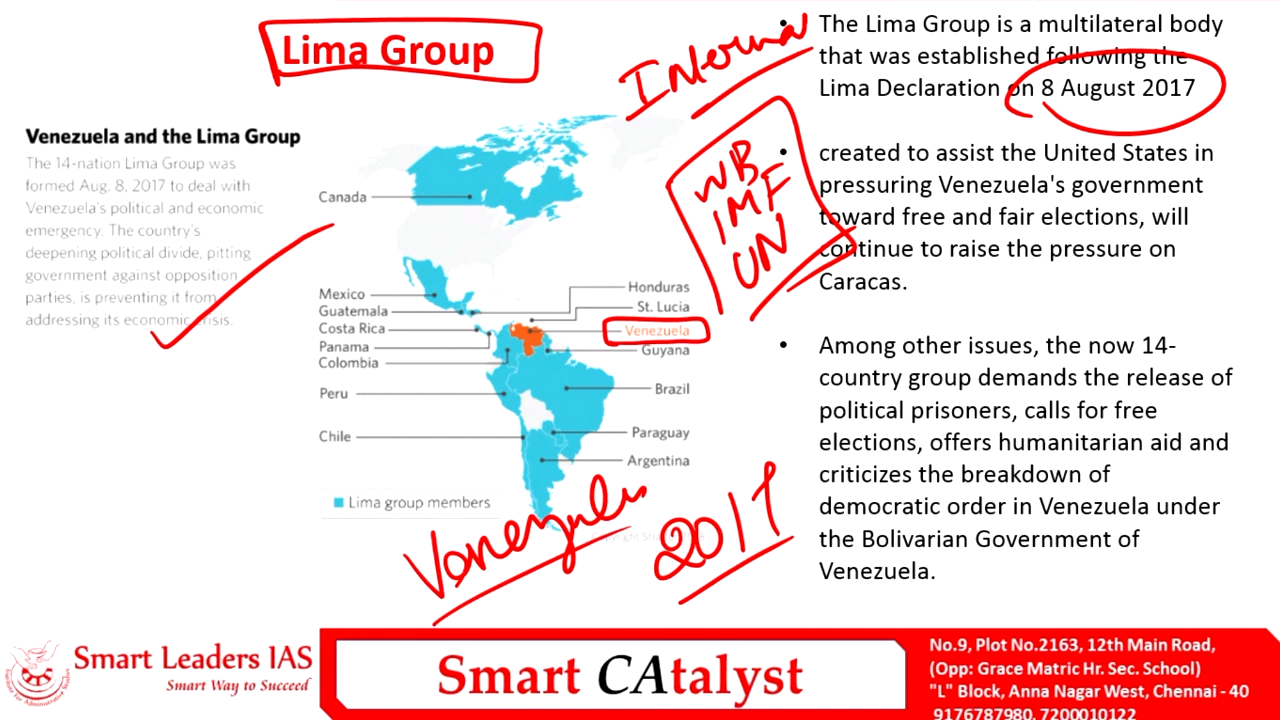 Lima Group
Venezuela and the Lima Group
The 14-nation Lima Group was
formed Aug. 8, 2017 to deal with
Venezuela's political and economic
emergency. The country's
deepening political divide, pitting
government against opposition
parties, is preventing it from
addressing its economic crisis.
Canada
Mexico
Guatemala
Costa Rica
Panama
Colombia
Peru
Chile
Honduras
St. Lucia
Venezuela
Guyana
Brazil
Paraguay
Argentina
Lima group members
Interna
WB
IMF
UN
Venezula
2017
• The Lima Group is a multilateral body
that was established following the
Lima Declaration on 8 August 2017
• created to assist the United States in
pressuring Venezuela's government
toward free and fair elections, will
continue to raise the pressure on
Caracas.
• Among other issues, the now 14-
country group demands the release of
political prisoners, calls for free
elections, offers humanitarian aid and
criticizes the breakdown of
democratic order in Venezuela under
the Bolivarian Government of
Venezuela.
Smart Leaders IAS
Smart Way to Succeed
Smart CAtalyst
No.9, Plot No.2163, 12th Main Road,
(Opp: Grace Matric Hr. Sec. School)
"L" Block, Anna Nagar West, Chennai - 40
9176787980, 7200010122